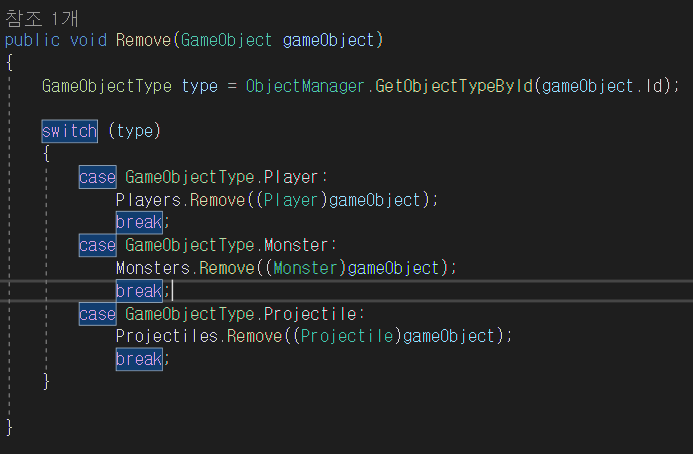 참조 1개
public void Remove(GameObject gameObject)
{
GameObjectType type = ObjectManager.GetObjectTypeById(gameObject.Id);
switch (type)
{
case GameObjectType.Player:
Players.Remove((Player)gameObject);
break;
case GameObjectType.Monster:
Monsters.Remove((Monster)gameObject);
break;
case GameObjectType.Projectile:
Projectiles.Remove((Projectile)gameObject);
break;
}
}